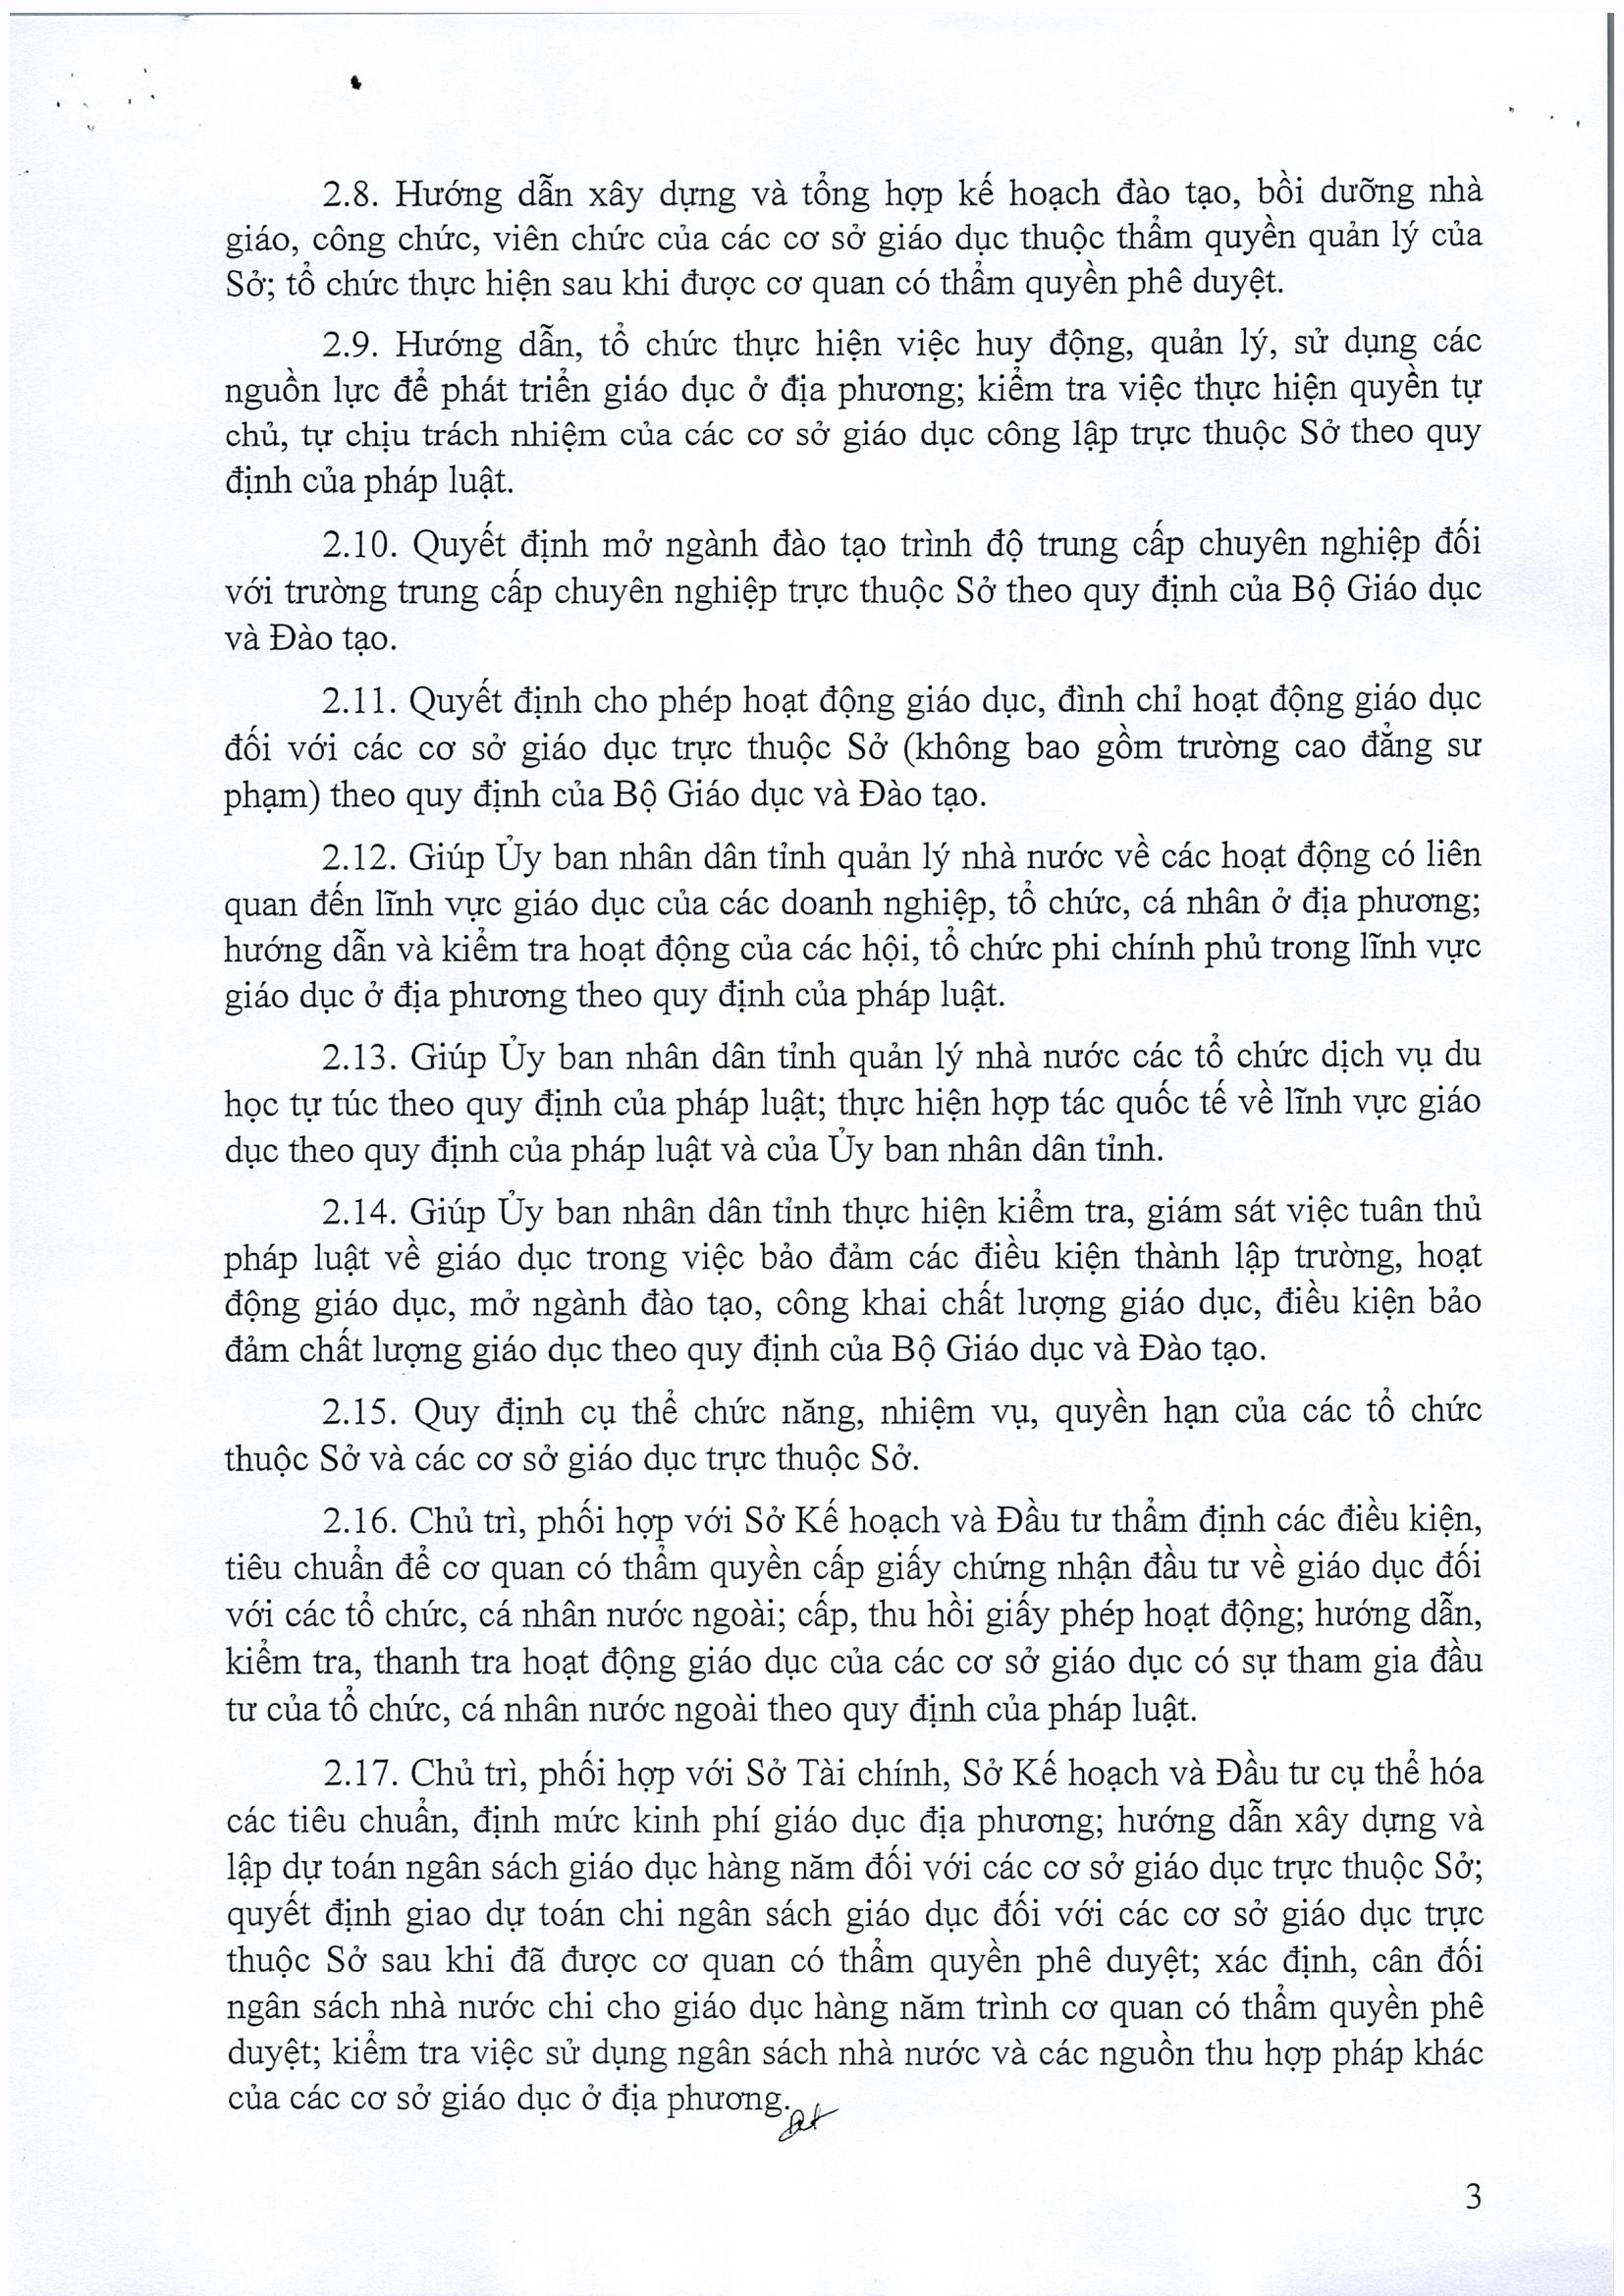 2.8. Hướng dẫn xây dựng và tổng hợp kế hoạch đào tạo, bồi dưỡng nhà
giáo, công chức, viên chức của các cơ sở giáo dục thuộc thẩm quyền quản lý của
Sở; tổ chức thực hiện sau khi được cơ quan có thẩm quyền phê duyệt.
2.9. Hướng dẫn, tổ chức thực hiện việc huy động, quản lý, sử dụng các
nguồn lực để phát triển giáo dục ở địa phương; kiểm tra việc thực hiện quyền tự
chủ, tự chịu trách nhiệm của các cơ sở giáo dục công lập trực thuộc Sở theo quy
định của pháp luật.
2.10. Quyết định mở ngành đào tạo trình độ trung cấp chuyên nghiệp đối
với trường trung cấp chuyên nghiệp trực thuộc Sở theo quy định của Bộ Giáo dục
và Đào tạo.
2.11. Quyết định cho phép hoạt động giáo dục, đình chỉ hoạt động giáo dục
đối với các cơ sở giáo dục trực thuộc Sở (không bao gồm trường cao đẳng sư
phạm) theo quy định của Bộ Giáo dục và Đào tạo.
2.12. Giúp Ủy ban nhân dân tỉnh quản lý nhà nước về các hoạt động có liên
quan đến lĩnh vực giáo dục của các doanh nghiệp, tổ chức, cá nhân ở địa phương;
hướng dẫn và kiểm tra hoạt động của các hội, tổ chức phi chính phủ trong lĩnh vực
giáo dục ở địa phương theo quy định của pháp luật.
2.13. Giúp Ủy ban nhân dân tỉnh quản lý nhà nước các tổ chức dịch vụ du
học tự túc theo quy định của pháp luật; thực hiện hợp tác quốc tế về lĩnh vực giáo
dục theo quy định của pháp luật và của Ủy ban nhân dân tỉnh.
2.14. Giúp Ủy ban nhân dân tỉnh thực hiện kiểm tra, giám sát việc tuân thủ
pháp luật về giáo dục trong việc bảo đảm các điều kiện thành lập trường, hoạt
động giáo dục, mở ngành đào tạo, công khai chất lượng giáo dục, điều kiện bảo
đảm chất lượng giáo dục theo quy định của Bộ Giáo dục và Đào tạo.
2.15. Quy định cụ thể chức năng, nhiệm vụ, quyền hạn của các tổ chức
thuộc Sở và các cơ sở giáo dục trực thuộc Sở.
2.16. Chủ trì, phối hợp với Sở Kế hoạch và Đầu tư thẩm định các điều kiện,
tiêu chuẩn để cơ quan có thẩm quyền cấp giấy chứng nhận đầu tư về giáo dục đối
với các tổ chức, cá nhân nước ngoài; cấp, thu hồi giấy phép hoạt động; hướng dẫn,
kiểm tra, thanh tra hoạt động giáo dục của các cơ sở giáo dục có sự tham gia đầu
tư của tổ chức, cá nhân nước ngoài theo quy định của pháp luật.
2.17. Chủ trì, phối hợp với Sở Tài chính, Sở Kế hoạch và Đầu tư cụ thể hóa
các tiêu chuẩn, định mức kinh phí giáo dục địa phương; hướng dẫn xây dựng và
lập dự toán ngân sách giáo dục hàng năm đối với các cơ sở giáo dục trực thuộc Sở;
quyết định giao dự toán chi ngân sách giáo dục đối với các cơ sở giáo dục trực
thuộc Sở sau khi đã được cơ quan có thẩm quyền phê duyệt; xác định, cân đối
ngân sách nhà nước chi cho giáo dục hàng năm trình cơ quan có thẩm quyền phê
duyệt; kiểm tra việc sử dụng ngân sách nhà nước và các nguồn thu hợp pháp khác
của các cơ sở giáo dục ở địa phương.
3